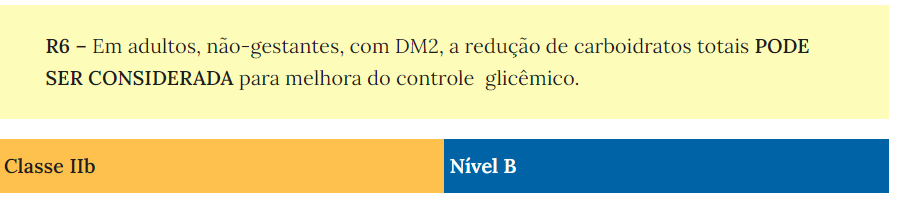 R6 – Em adultos, não-gestantes, com DM2, a redução de carboidratos totais PODE
SER CONSIDERADA para melhora do controle glicêmico.
Classe IIb
Nível B